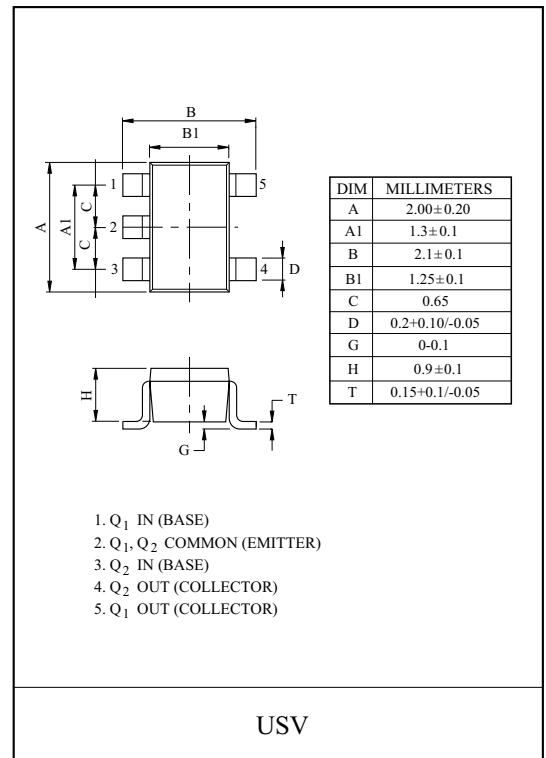 B
B1
1
5
C
A
A1
2
C
3
4
D
DIM MILLIMETERS
A 2.00±0.20
A1 1.3±0.1
B 2.1±0.1
B1 1.25±0.1
C 0.65
D 0.2+0.10/-0.05
G 0-0.1
H 0.9±0.1
T 0.15+0.1/-0.05
H
T
G
1. Q1 IN (BASE)
2. Q1, Q2 COMMON (EMITTER)
3. Q2 IN (BASE)
4. Q2 OUT (COLLECTOR)
5. Q1 OUT (COLLECTOR)
USV